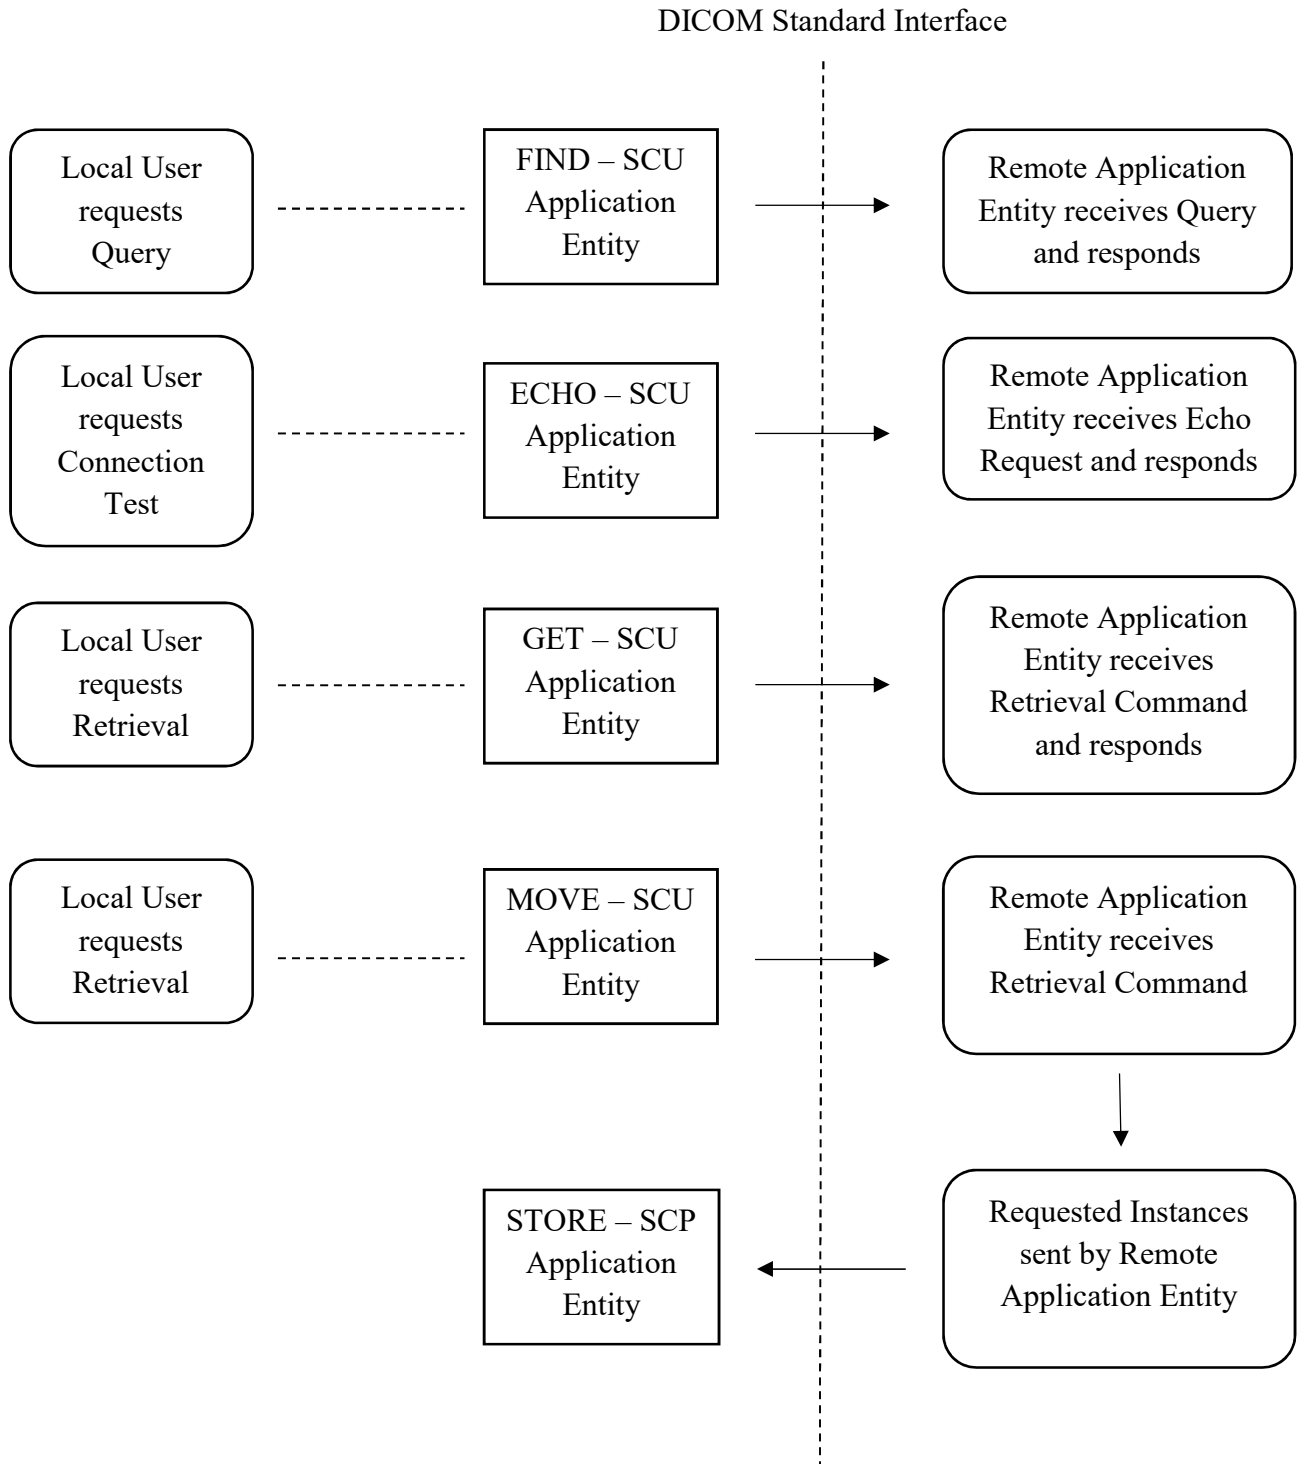 DICOM Standard Interface
Local User
requests
Query
FIND – SCU
Application
Entity
Remote Application
Entity receives Query
and responds
Local User
requests
Connection
Test
ECHO – SCU
Application
Entity
Remote Application
Entity receives Echo
Request and responds
Local User
requests
Retrieval
GET – SCU
Application
Entity
Remote Application
Entity receives
Retrieval Command
and responds
Local User
requests
Retrieval
MOVE – SCU
Application
Entity
Remote Application
Entity receives
Retrieval Command
STORE – SCP
Application
Entity
Requested Instances
sent by Remote
Application Entity